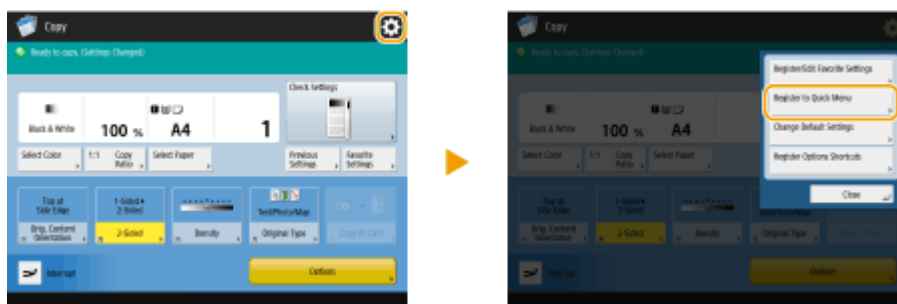 Copy
Ready to copy. (Settings Changed)
Check Settings
Black & White
100 %
A4
1
Select Color
1:1
Copy
Ratio
Select Paper
Previous
Settings
Favorite
Settings
Top at
Side Edge
1-Sided
2-Sided
Text/Photo/Map
Orig. Content
Orientation
2-Sided
Density
Original Type
Copy ID Card
Interrupt
Options
Copy
Ready to copy. (Settings Changed)
Register/Edit Favorite Settings
Register to Quick Menu
Change Default Settings
Register Options Shortcuts
Close
Black & White
100 %
A4
Select Color
1:1
Copy
Ratio
Select Paper
Top at
Side Edge
1-Sided
2-Sided
Text/Photo/Map
Orig. Content
Orientation
2-Sided
Density
Original Type
Interrupt
Options